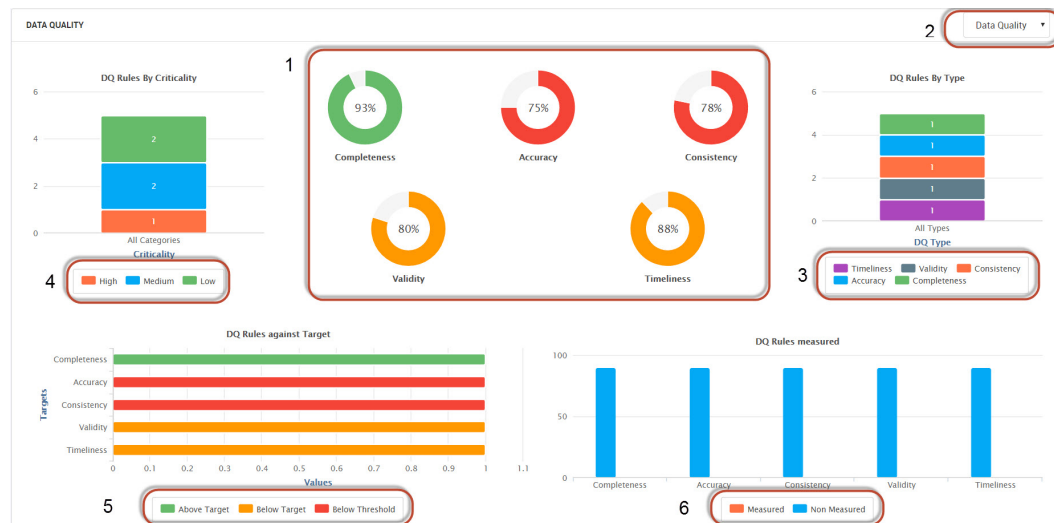 DATA QUALITY
2
Data Quality
1
DQ Rules By Criticality
6
4
2
0
2
2
1
All Categories
Criticality
4
High Medium Low
93%
Completeness
75%
Accuracy
78%
Consistency
80%
Validity
88%
Timeliness
DQ Rules By Type
6
4
2
0
1
1
1
1
1
All Types
DQ Type
3
Timeliness Validity Consistency
Accuracy Completeness
DQ Rules against Target
Targets
Completeness
Accuracy
Consistency
Validity
Timeliness
0 0.1 0.2 0.3 0.4 0.5 0.6 0.7 0.8 0.9 1 1.1
Values
5
Above Target Below Target Below Threshold
DQ Rules measured
100
50
0
Completeness Accuracy Consistency Validity Timeliness
6
Measured Non Measured